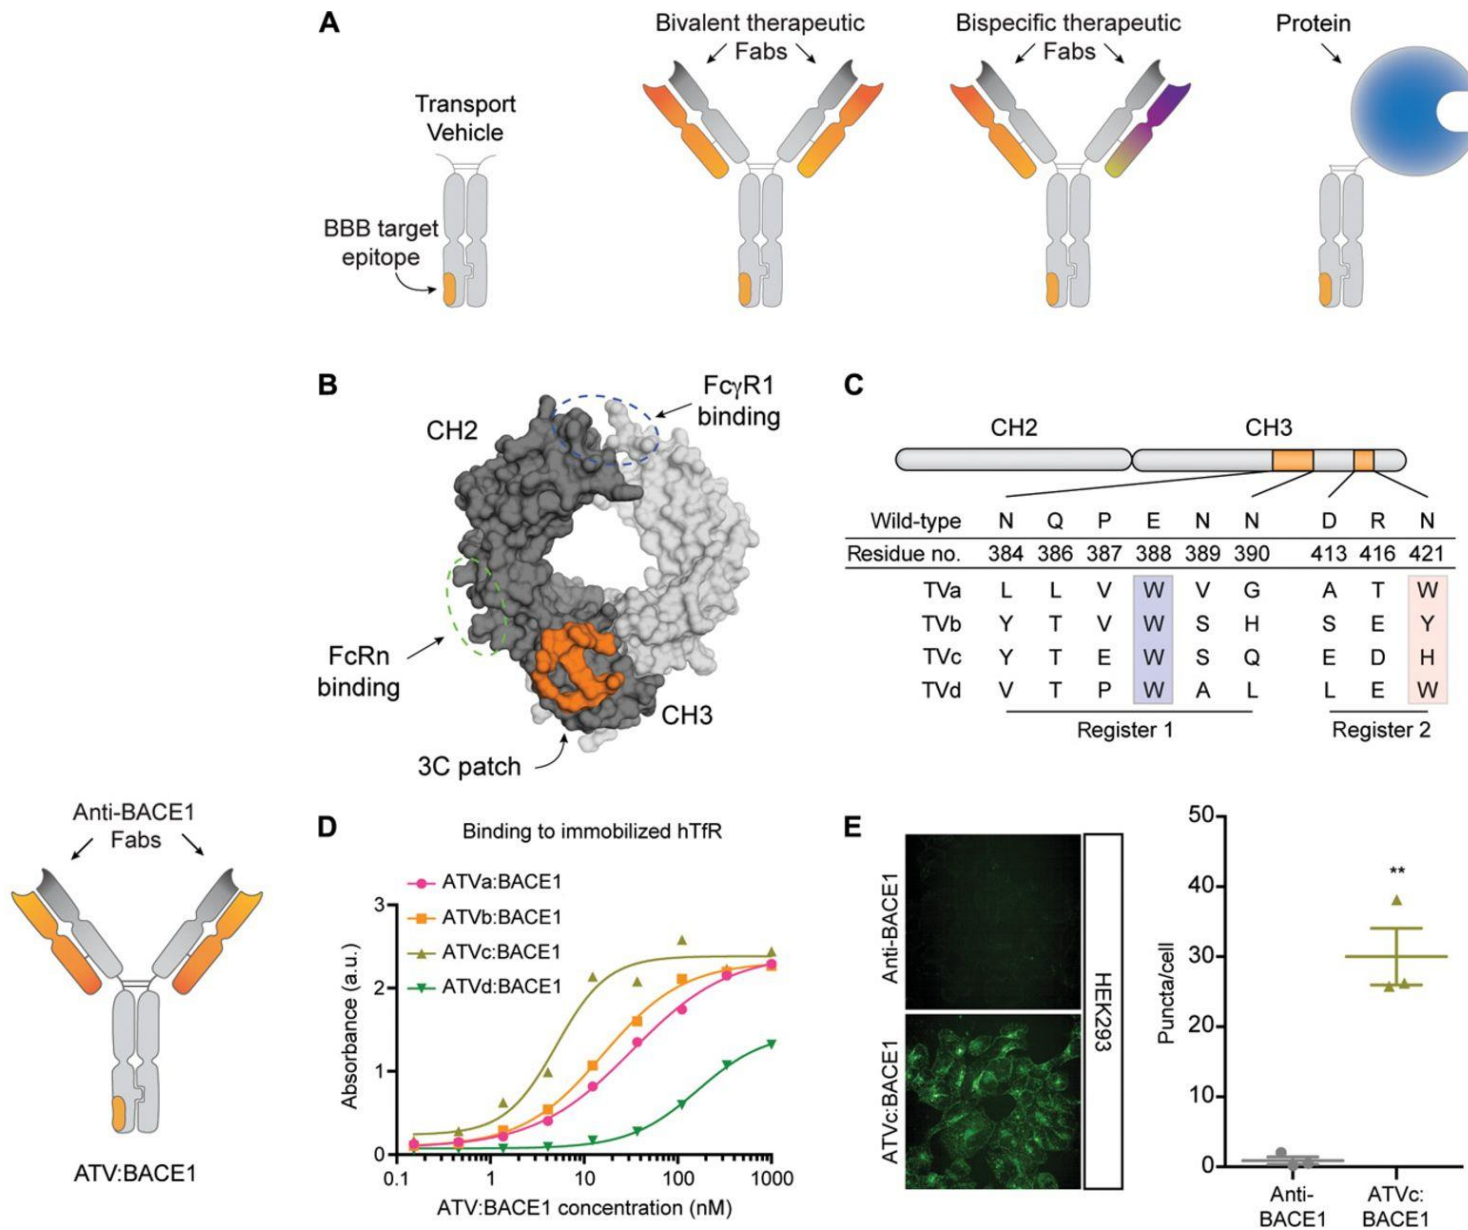 A
Transport
Vehicle
BBB target
epitope
Bivalent therapeutic
Fabs
Bispecific therapeutic
Fabs
Protein
B
CH2
FcγR1
binding
FcRn
binding
CH3
3C patch
C
CH2 CH3
Wild-type N Q P E N N D R N
Residue no. 384 386 387 388 389 390 413 416 421
TVa L L V W V G A T W
TVb Y T V W S H S E Y
TVc Y T E W S Q E D H
TVd V T P W A L L E W
Register 1 Register 2
Anti-BACE1
Fabs
ATV:BACE1
D
Binding to immobilized hTfR
ATVa:BACE1
ATVb:BACE1
ATVc:BACE1
ATVd:BACE1
3
2
1
0
Absorbance (a.u.)
0.1 1 10 100 1000
ATV:BACE1 concentration (nM)
E
Anti-BACE1
ATVc:BACE1
HEK293
50
40
30
20
10
0
Puncta/cell
**
Anti-
BACE1
ATVc:
BACE1